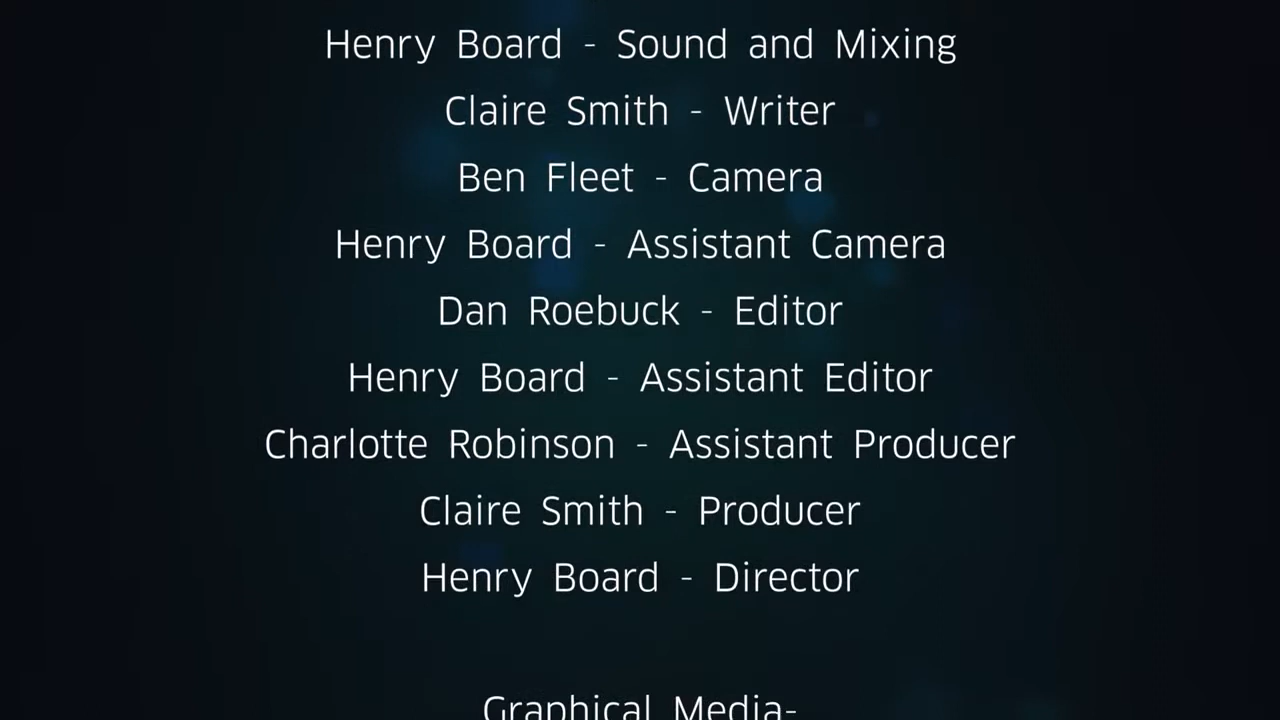 Henry Board - Sound and Mixing
Claire Smith - Writer
Ben Fleet - Camera
Henry Board - Assistant Camera
Dan Roebuck - Editor
Henry Board - Assistant Editor
Charlotte Robinson - Assistant Producer
Claire Smith - Producer
Henry Board - Director
Graphical Media-